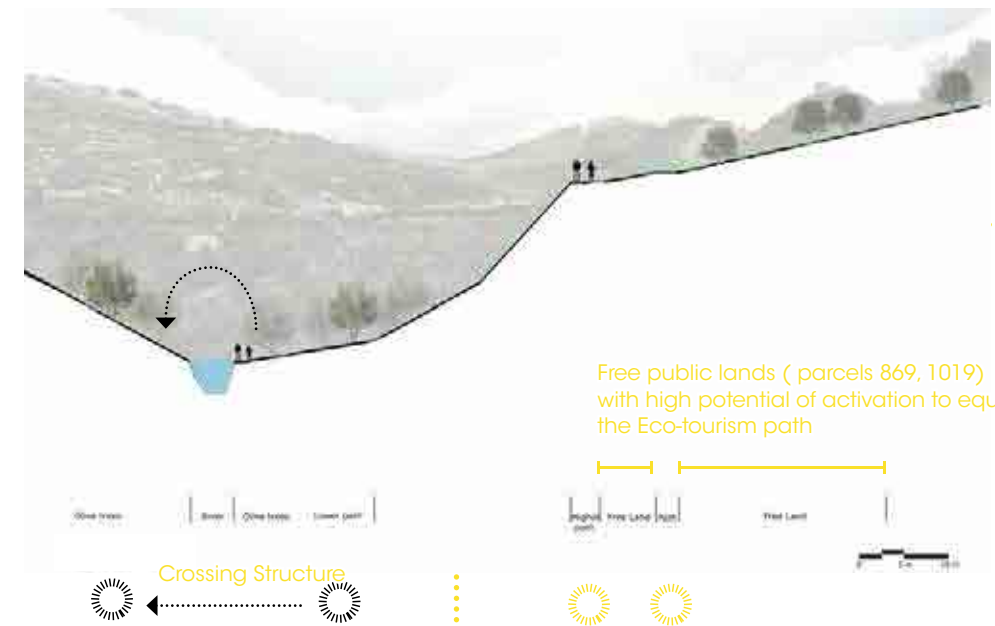 Free public lands ( parcels 869, 1019)
with high potential of activation to equ
the Eco-tourism path
Olive trees
River
Olive trees
Lower path
Higher path
Free Land
Free Land
0
Crossing Structure